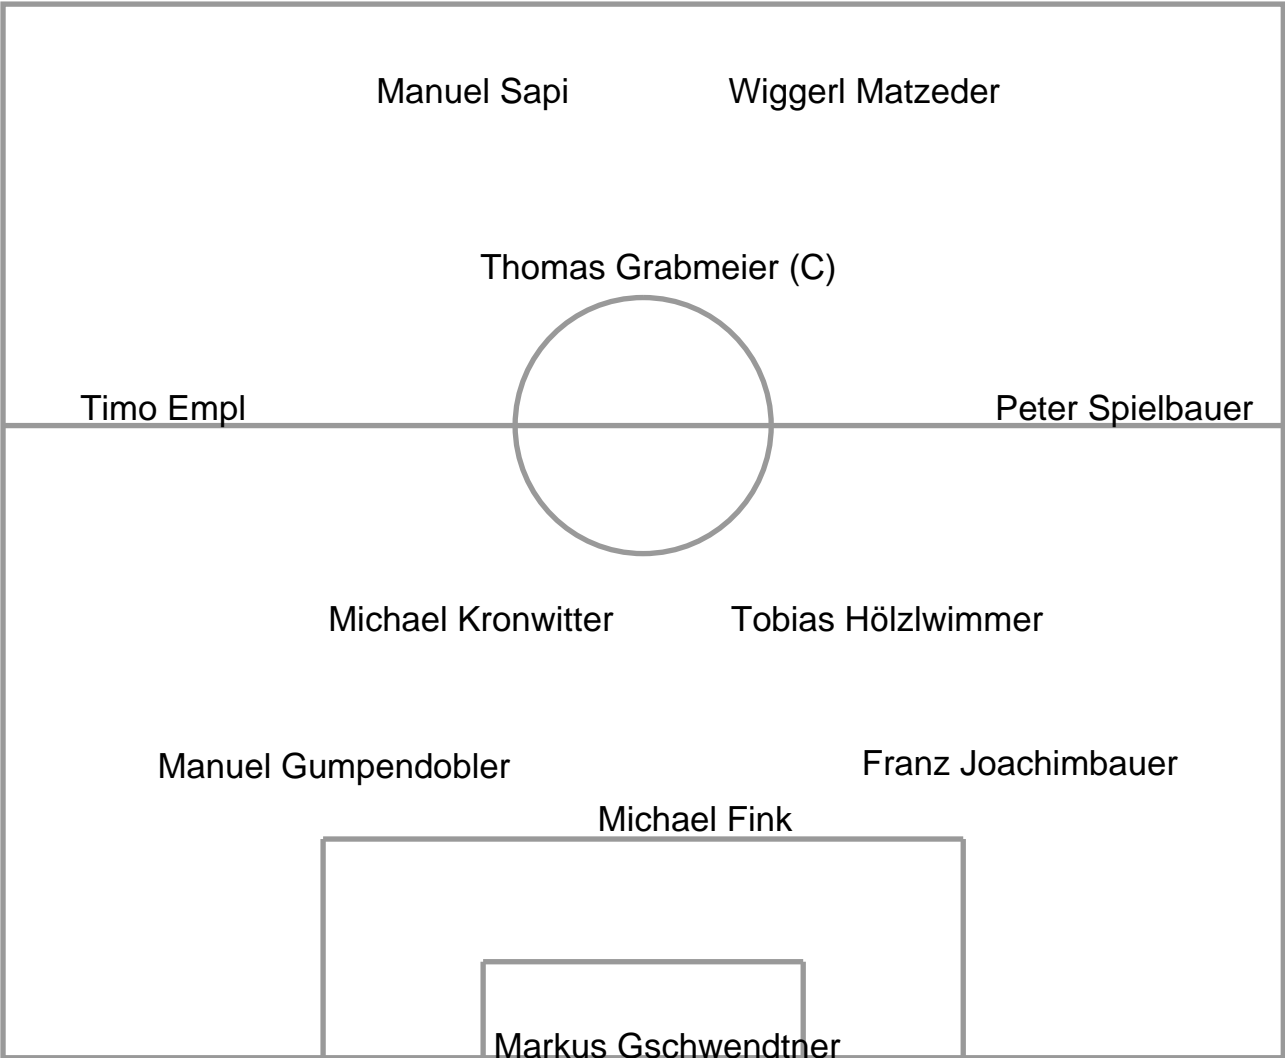 Manuel Sapi
Wiggerl Matzeder
Thomas Grabmeier (C)
Timo Empl
Peter Spielbauer
Michael Kronwitter
Tobias Hölzlwimmer
Manuel Gumpendobler
Franz Joachimbauer
Michael Fink
Markus Gschwendtner